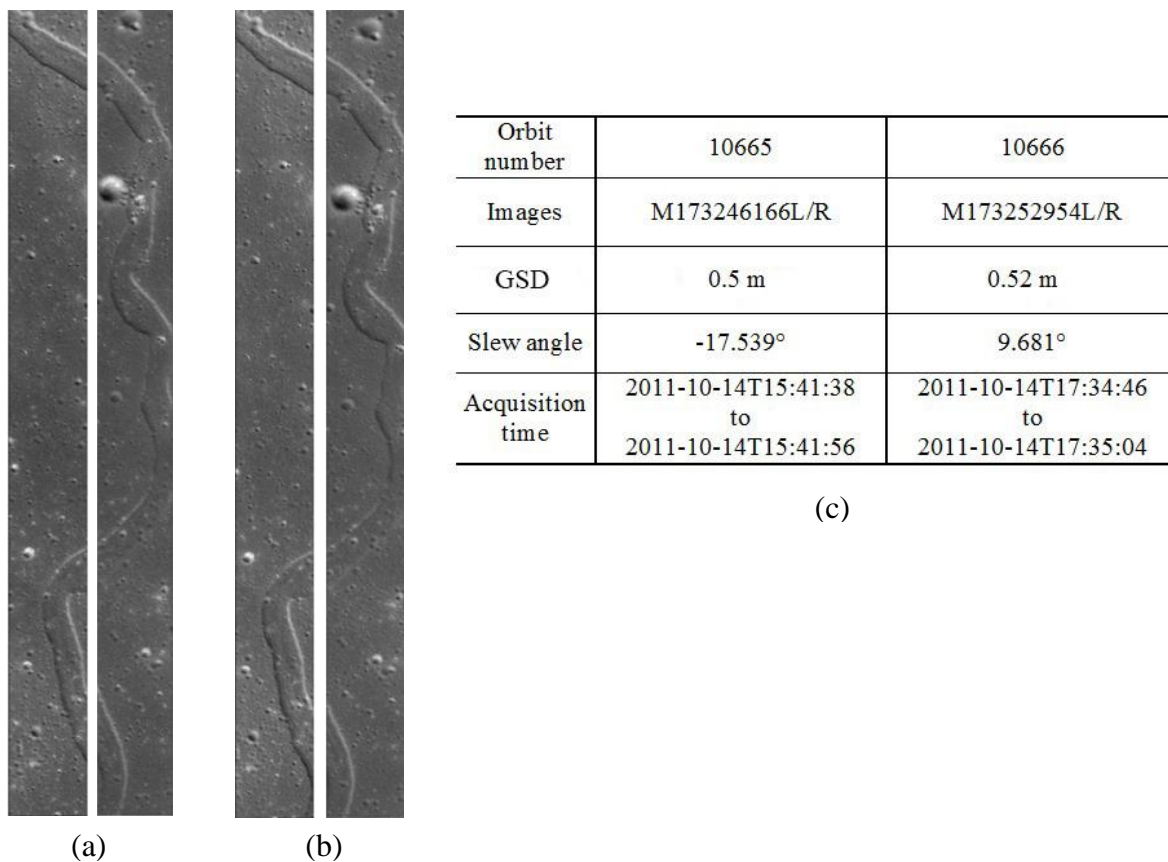 (a)
(b)
Orbit
number
10665
10666
Images
M173246166L/R
M173252954L/R
GSD
0.5 m
0.52 m
Slew angle
-17.539°
9.681°
Acquisition
time
2011-10-14T15:41:38
to
2011-10-14T15:41:56
2011-10-14T17:34:46
to
2011-10-14T17:35:04
(c)